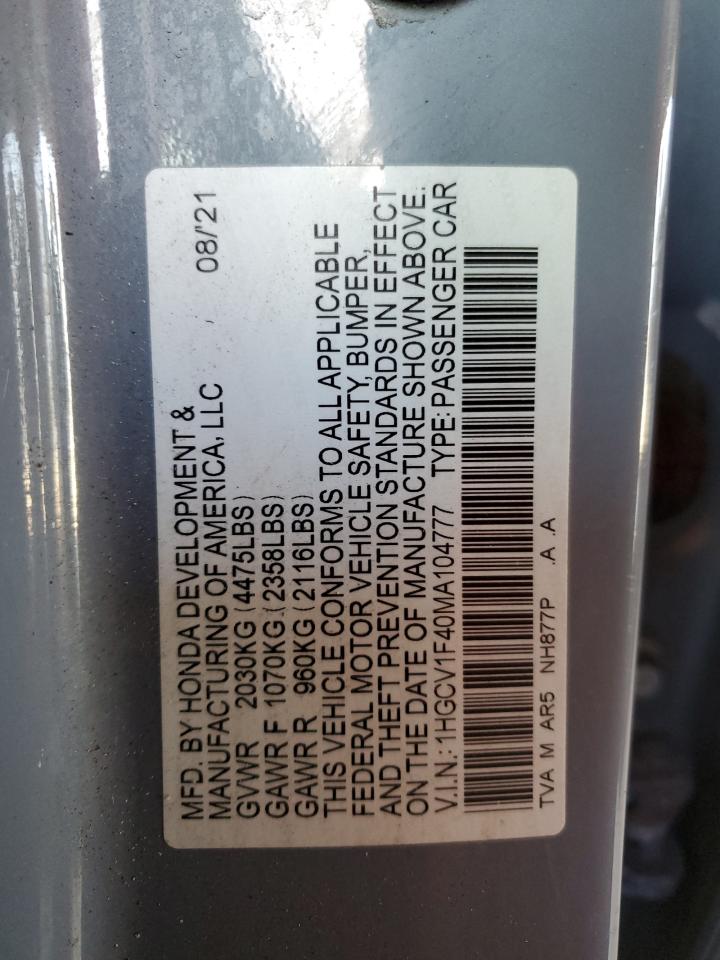 MFD. BY HONDA DEVELOPMENT &
MANUFACTURING OF AMERICA, LLC 08/'21
GVWR 2030KG (4475LBS)
GAWR F 1070KG (2358LBS)
GAWR R 960KG (2116LBS)
THIS VEHICLE CONFORMS TO ALL APPLICABLE
FEDERAL MOTOR VEHICLE SAFETY, BUMPER,
AND THEFT PREVENTION STANDARDS IN EFFECT
ON THE DATE OF MANUFACTURE SHOWN ABOVE.
V.I.N.: 1HGCV1F40MA104777 TYPE: PASSENGER CAR
TVA M AR5 NH877P .A .A